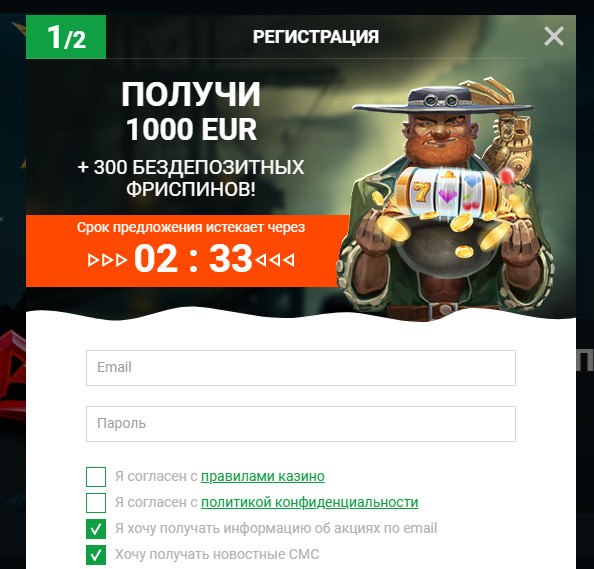 1/2
РЕГИСТРАЦИЯ
ПОЛУЧИ
1000 EUR
+ 300 БЕЗДЕПОЗИТНЫХ
ФРИСПИНОВ!
Срок предложения истекает через
02 : 33
Email
Пароль
Я согласен с правилами казино
Я согласен с политикой конфиденциальности
Я хочу получать информацию об акциях по email
Хочу получать новостные СМС